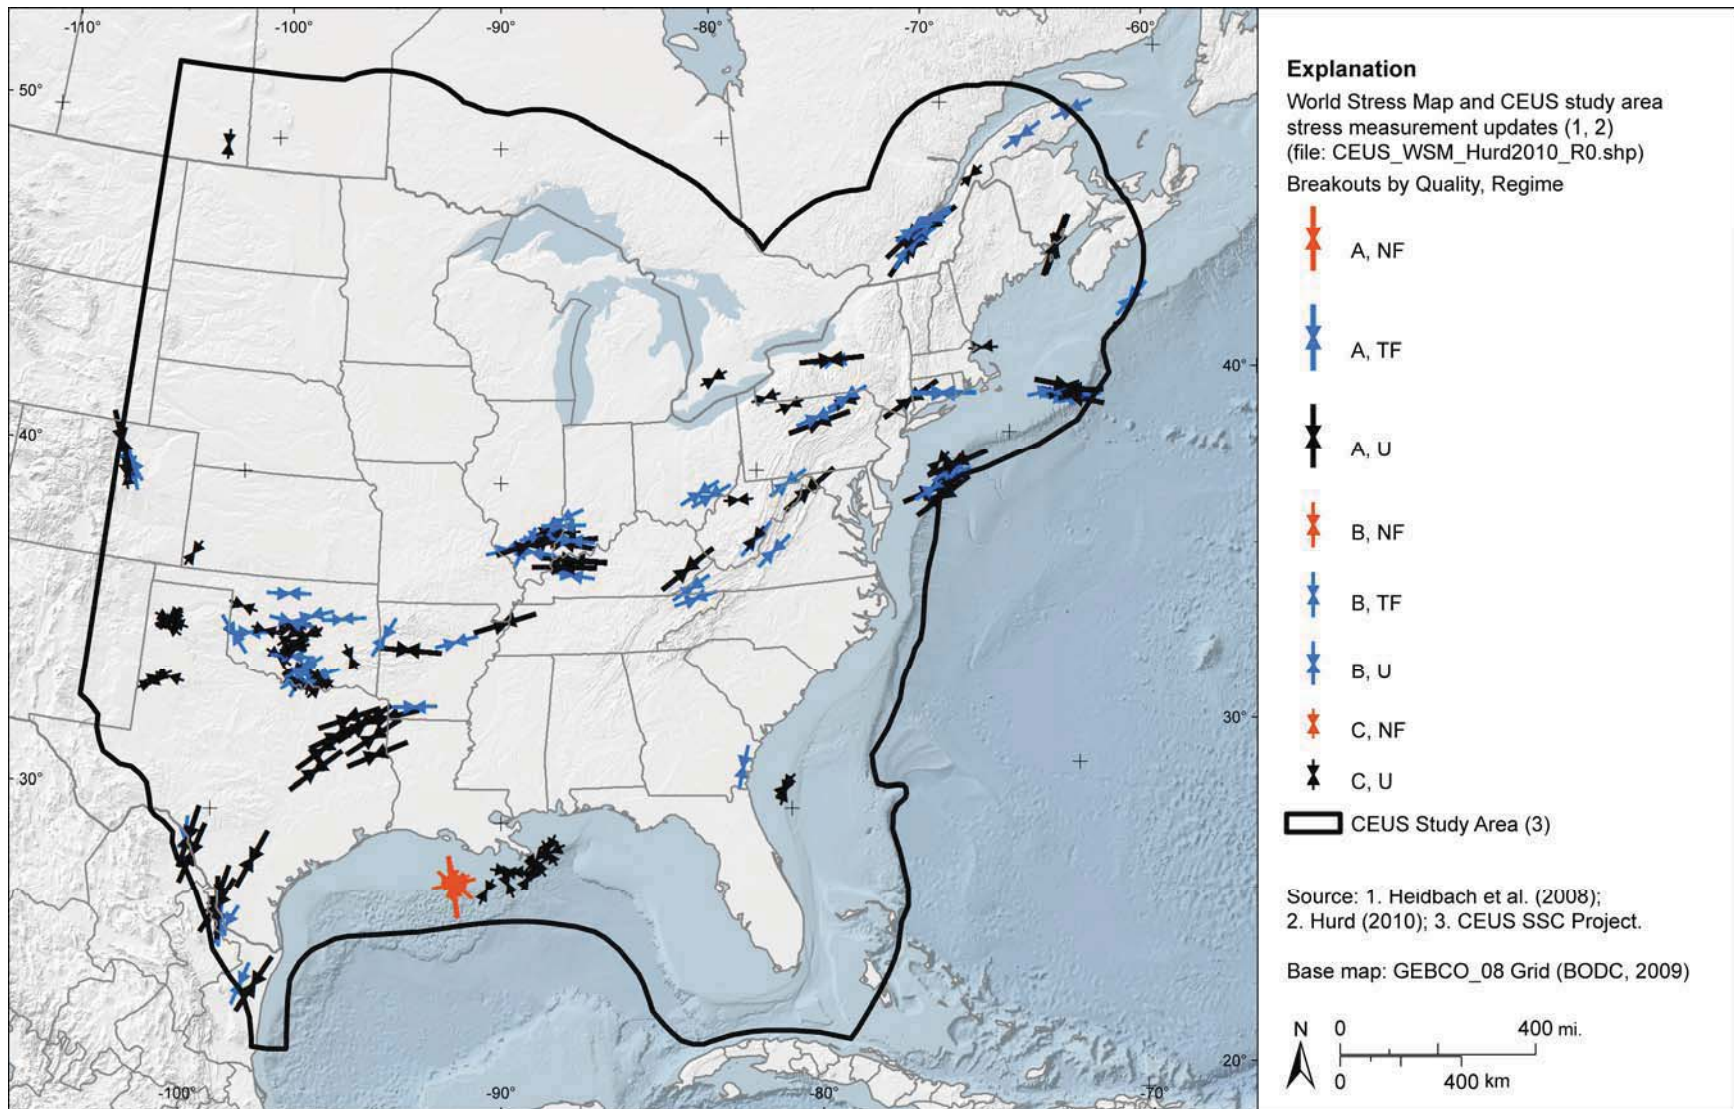 -110° -100° -90° -80° -70° -60°
50°
40° 40°
30° 30°
20°
-100° -90° -80° -70°
Explanation
World Stress Map and CEUS study area
stress measurement updates (1, 2)
(file: CEUS_WSM_Hurd2010_R0.shp)
Breakouts by Quality, Regime
A, NF
A, TF
A, U
B, NF
B, TF
B, U
C, NF
C, U
CEUS Study Area (3)
Source: 1. Heidbach et al. (2008);
2. Hurd (2010); 3. CEUS SSC Project.
Base map: GEBCO_08 Grid (BODC, 2009)
N 0 400 mi.
0 400 km